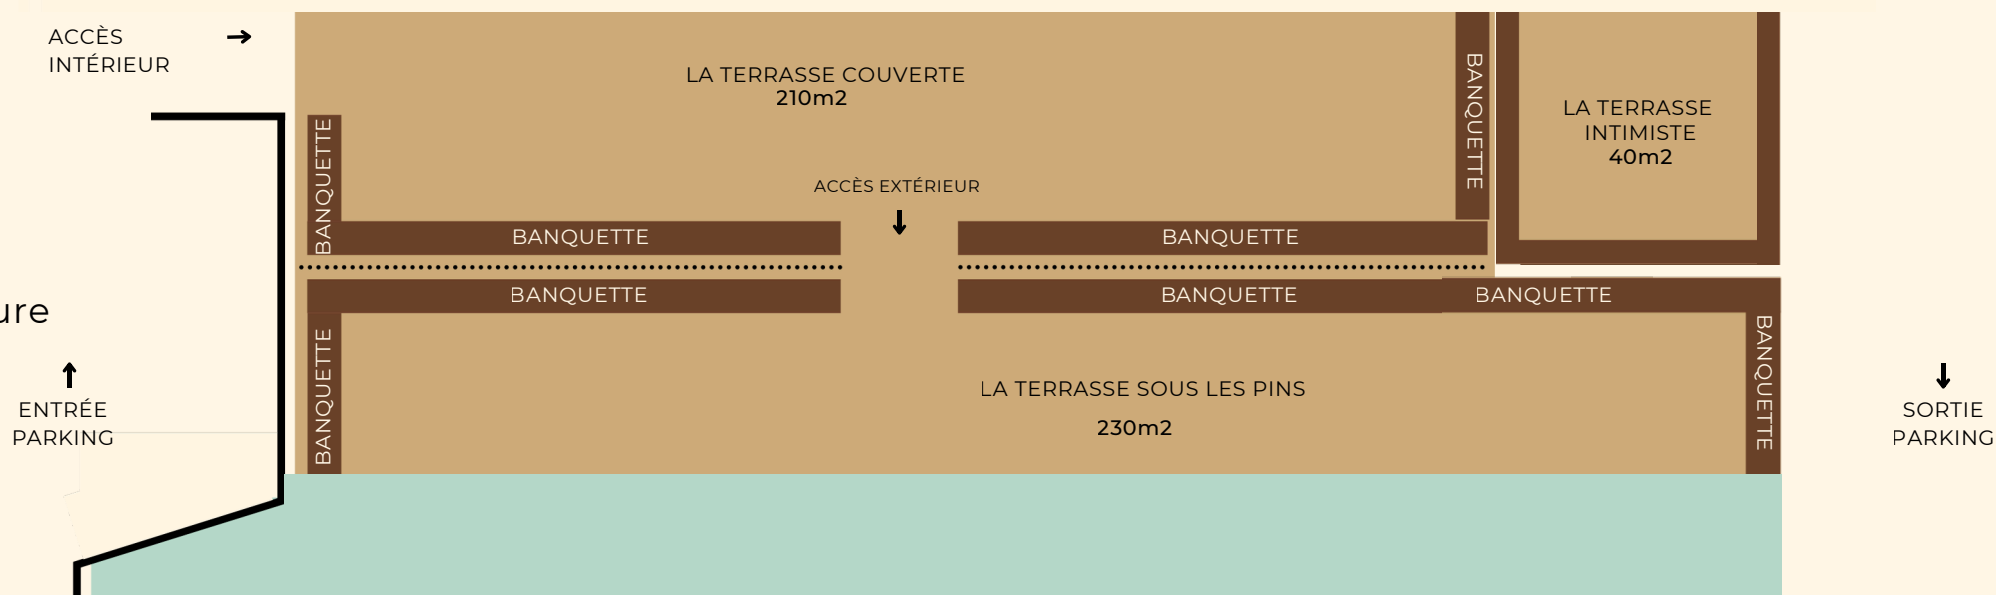 ACCÈS
INTÉRIEUR
LA TERRASSE COUVERTE
210m2
BANQUETTE
LA TERRASSE
INTIMISTE
40m2
BANQUETTE
ACCÈS EXTÉRIEUR
BANQUETTE
BANQUETTE
BANQUETTE
BANQUETTE
BANQUETTE
ure
BANQUETTE
BANQUETTE
LA TERRASSE SOUS LES PINS
230m2
ENTRÉE
PARKING
SORTIE
PARKING